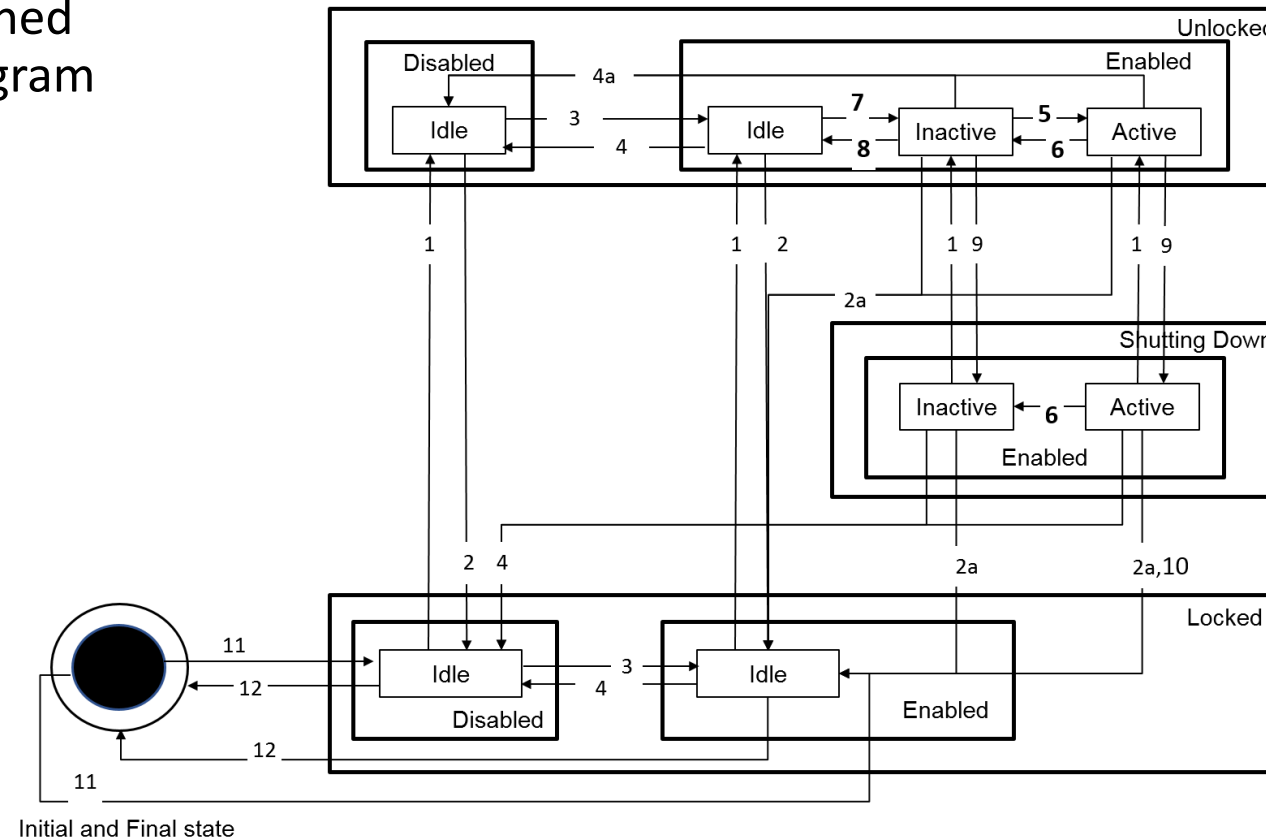 ned
gram
Unlocked
Disabled
Enabled
4a
Idle
3
4
Idle
7
8
Inactive
5
6
Active
1
1
2
1
9
1
9
2a
Shutting Down
Inactive
6
Active
Enabled
2
4
2a
2a,10
Locked
11
12
Idle
Disabled
3
4
Idle
Enabled
12
11
Initial and Final state